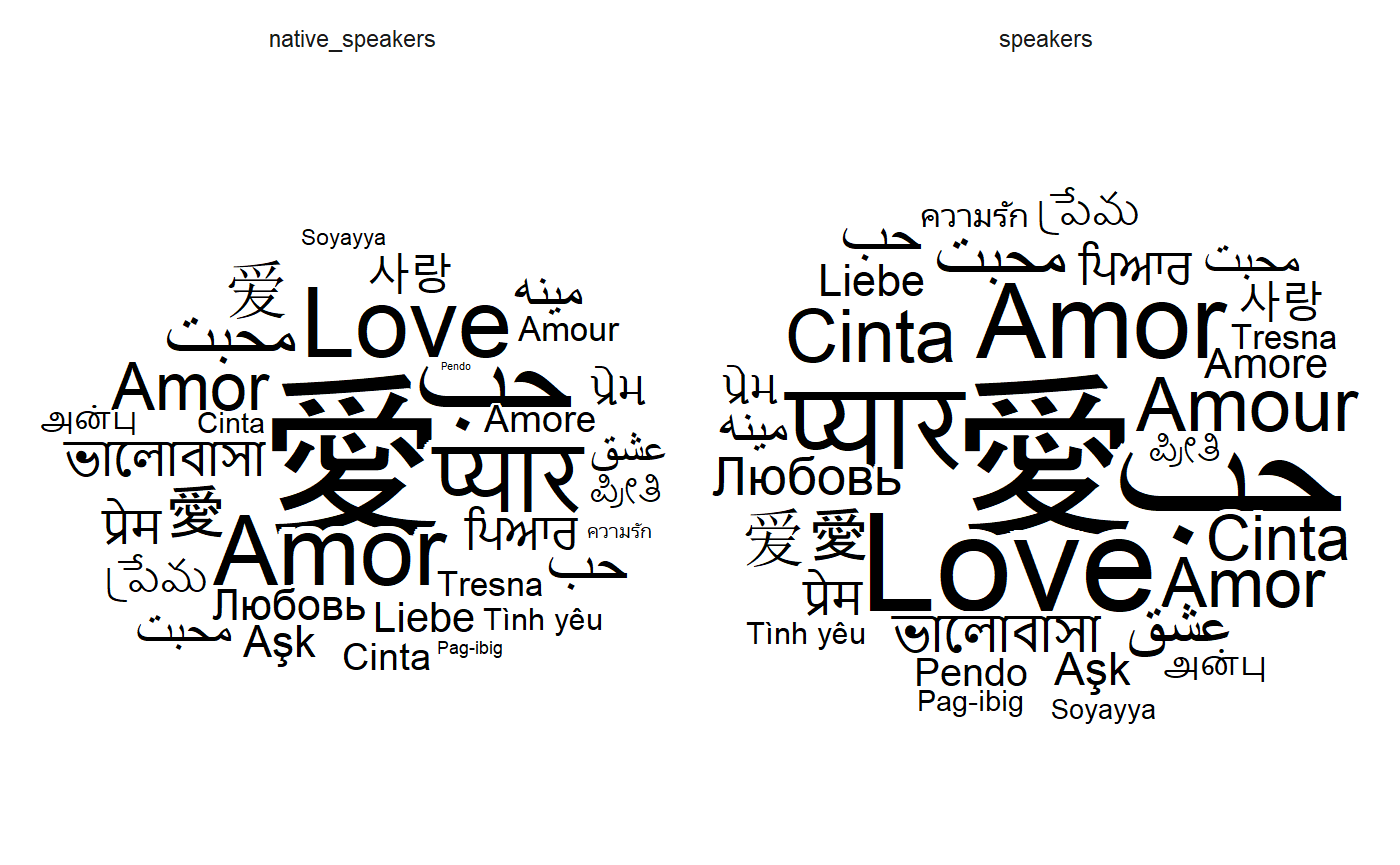 native_speakers
Soyayya
爱
사랑
مينه
محبت
Love
Amour
Pendo
Amor
حب
प्रेम
அன்பு
Cinta
愛
Amore
ভালোবাসা
प्यार
عشق
ಪ್ರೀತಿ
प्रेम
愛
Amor
ਪਿਆਰ
ความรัก
ప్రేమ
Tresna
حب
Любовь
Liebe
Tình yêu
محبت
Aşk
Cinta
Pag-ibig
speakers
ความรัก
ప్రేమ
حب
محبت
ਪਿਆਰ
محبت
Liebe
Amor
사랑
Cinta
Tresna
Amore
પ્રેમ
प्यार
愛
Amour
مينه
ಪ್ರೀತಿ
Любовь
حب
爱
愛
Love
Cinta
प्रेम
Amor
Tình yêu
ভালোবাসা
عشق
Pendo
Aşk
அன்பு
Pag-ibig
Soyayya